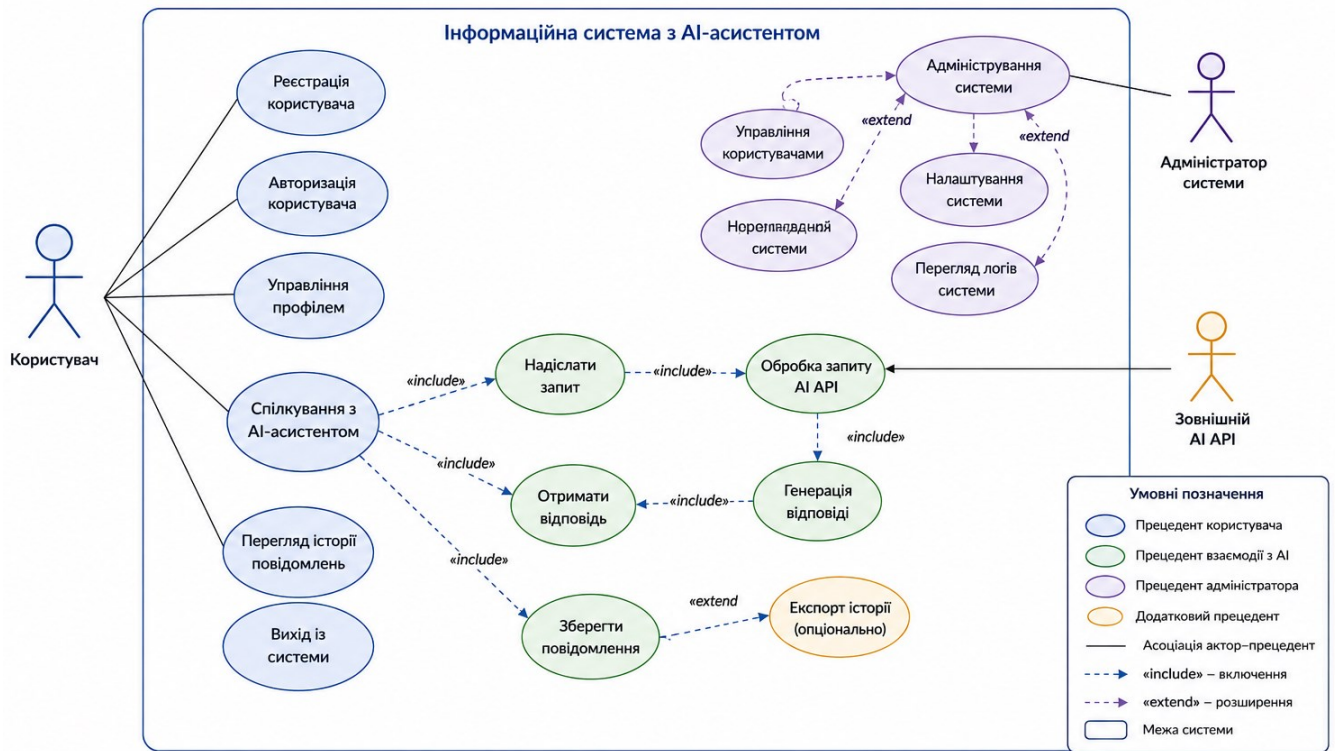 Інформаційна система з AI-асистентом
Реєстрація
користувача
Авторизація
користувача
Управління
профілем
Спілкування з
AI-асистентом
Перегляд історії
повідомлень
Вихід із
системи
Користувач
Адміністрування
системи
Управління
користувачами
«extend
«extend
Налаштування
системи
системи
Перегляд логів
системи
Адміністратор
системи
Надіслати
запит
«include»
«include»
Обробка запиту
AI API
«include»
Зовнішній
AI API
«include»
Отримати
відповідь
«include»
Генерація
відповіді
«include»
Зберегти
повідомлення
«extend
Експорт історії
(опціонально)
Умовні позначення
Прецедент користувача
Прецедент взаємодії з AI
Прецедент адміністратора
Додатковий прецедент
Асоціація актор–прецедент
«include» – включення
«extend» – розширення
Межа системи